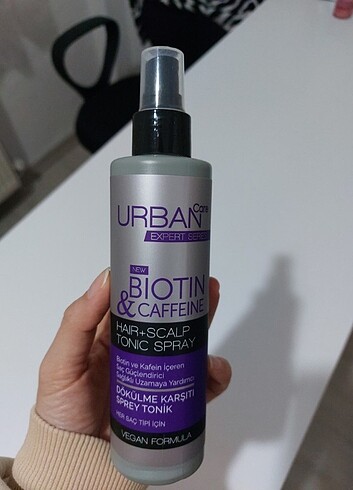 URBAN Care
EXPERT SERIES
NEW
BIOTIN
& CAFFEINE
HAIR+SCALP
TONIC SPRAY
Biotin ve Kafein İçeren
Saç Güçlendirici
Sağlıklı Uzamaya Yardımcı
DÖKÜLME KARŞITI
SPREY TONİK
HER SAÇ TİPİ İÇİN
VEGAN FORMULA